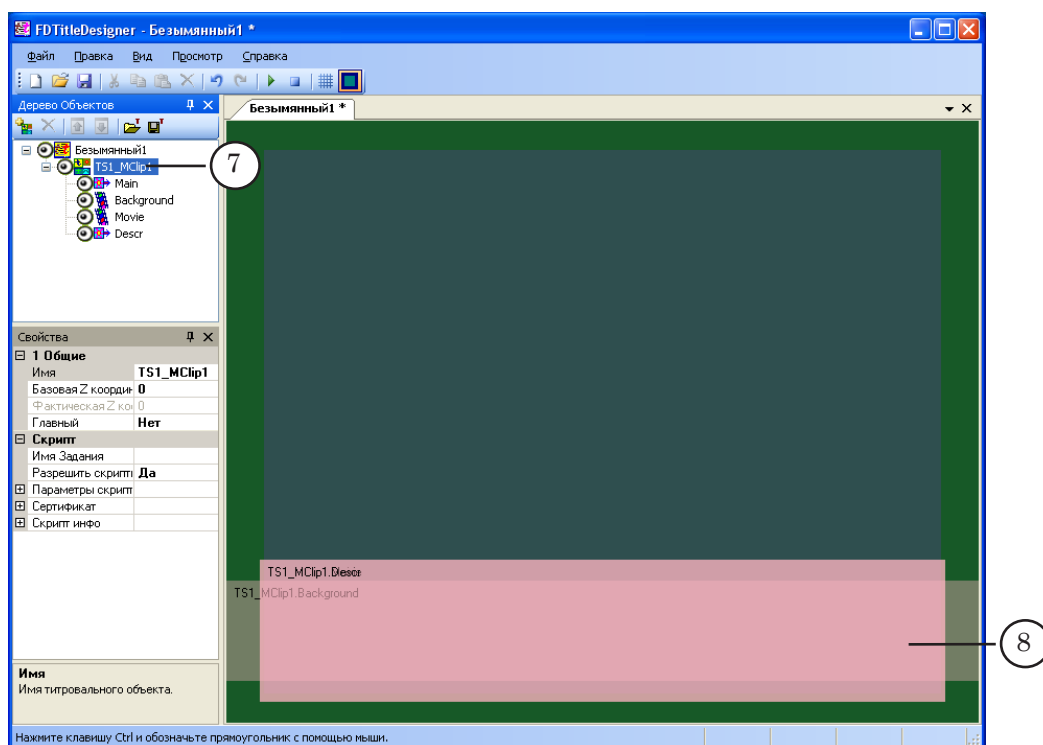 FDTitleDesigner - Безымянный1 *
Файл Правка Вид Просмотр Справка
Дерево Объектов
Безымянный1
TS1_MClip1
Main
Background
Movie
Descr
7
Свойства
1 Общие
Имя TS1_MClip1
Базовая Z коорди 0
Фактическая Z ко 0
Главный Нет
Скрипт
Имя Задания
Разрешить скрипт Да
Параметры скрипт
Сертификат
Скрипт инфо
Имя
Имя титровального объекта.
Безымянный1 *
TS1_MClip1.
TS1_MClip1.Background
8
Нажмите клавишу Ctrl и обозначьте прямоугольник с помощью мыши.